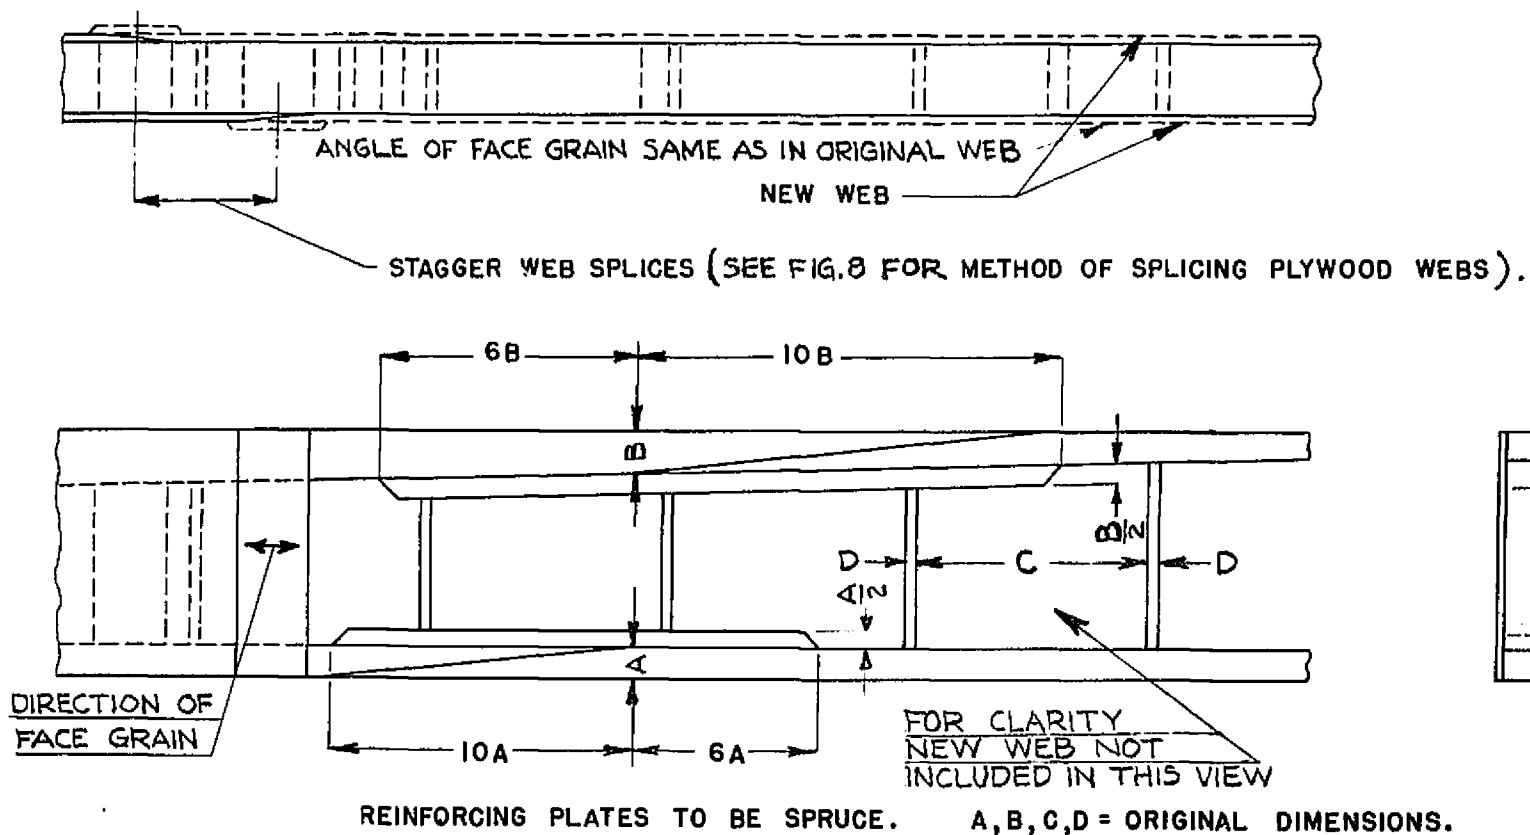 ANGLE OF FACE GRAIN SAME AS IN ORIGINAL WEB
NEW WEB
STAGGER WEB SPLICES (SEE FIG. 8 FOR METHOD OF SPLICING PLYWOOD WEBS).
6B
10B
B
B/2
D
C
D
A/2
A
DIRECTION OF
FACE GRAIN
10A
6A
FOR CLARITY
NEW WEB NOT
INCLUDED IN THIS VIEW
REINFORCING PLATES TO BE SPRUCE. A, B, C, D = ORIGINAL DIMENSIONS.